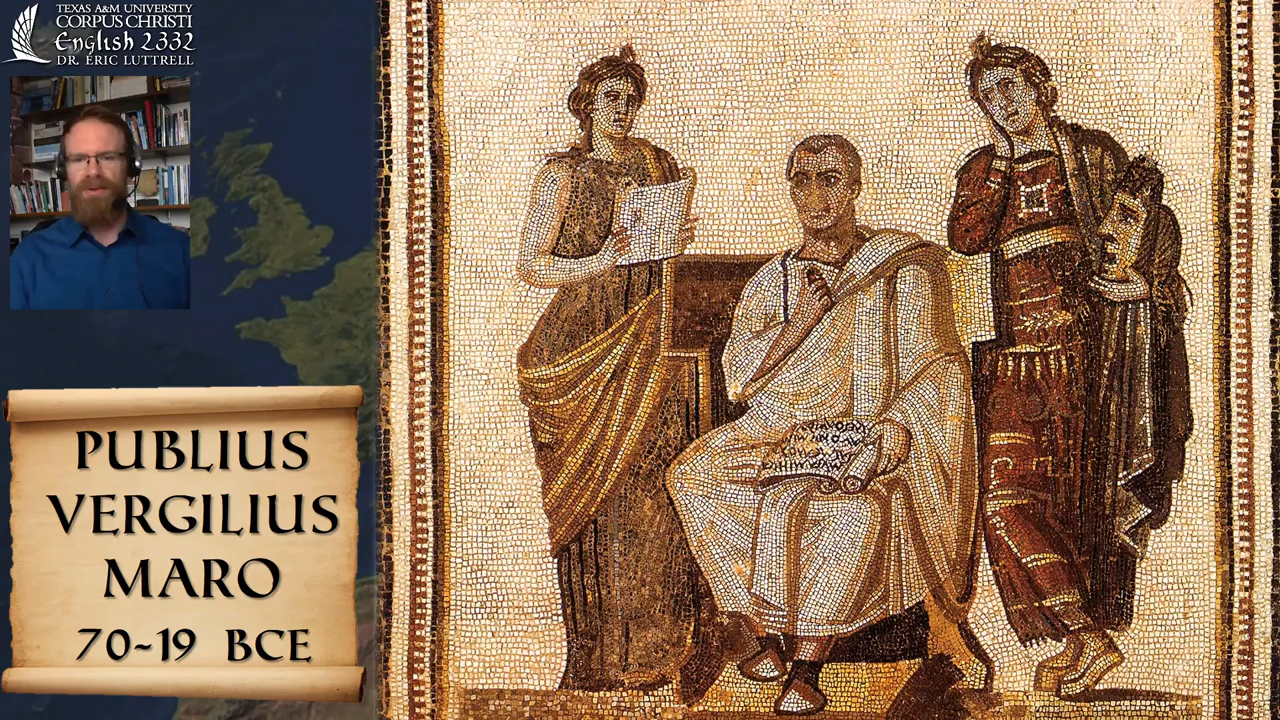 TEXAS A&M UNIVERSITY
CORPUS CHRISTI
English 2332
DR. ERIC LUTTRELL
PUBLIUS
VERGILIUS
MARO
70-19 BCE